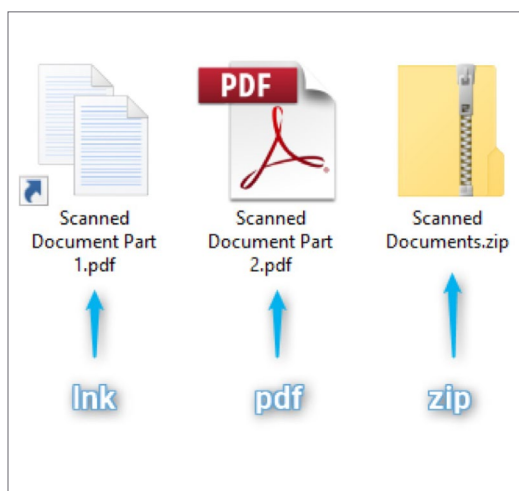 PDF
Scanned
Document Part
1.pdf
Scanned
Document Part
2.pdf
Scanned
Documents.zip
lnk
pdf
zip